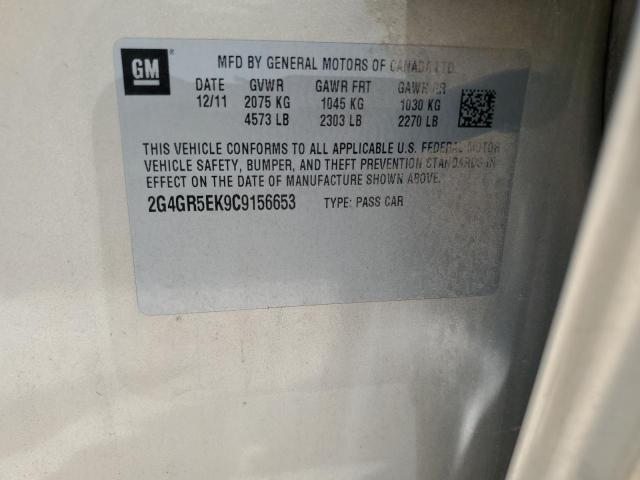 GM
MFD BY GENERAL MOTORS OF CANADA LTD.
DATE GVWR GAWR FRT GAWR RR
12/11 2075 KG 1045 KG 1030 KG
4573 LB 2303 LB 2270 LB
THIS VEHICLE CONFORMS TO ALL APPLICABLE U.S. FEDERAL MOTOR
VEHICLE SAFETY, BUMPER, AND THEFT PREVENTION STANDARDS IN
EFFECT ON THE DATE OF MANUFACTURE SHOWN ABOVE.
2G4GR5EK9C9156653 TYPE: PASS CAR